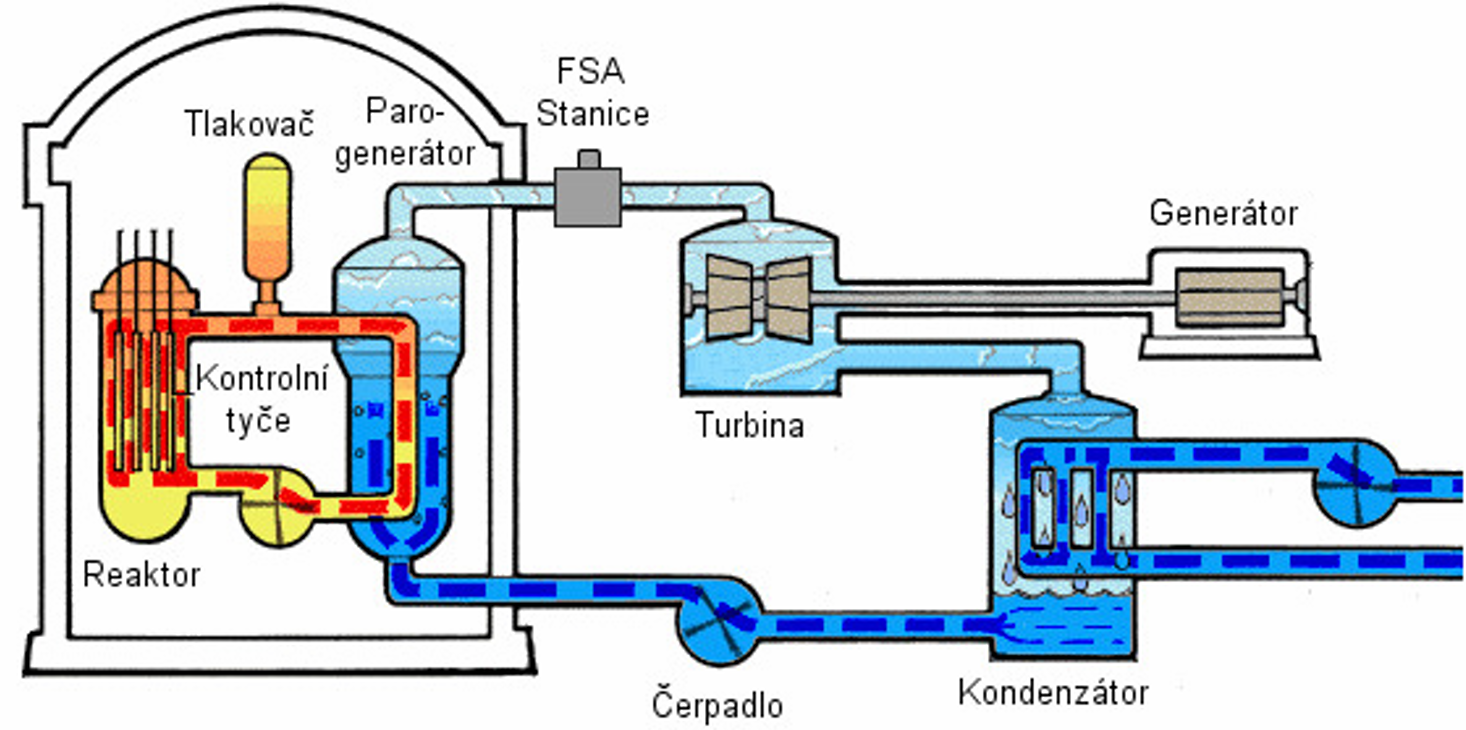 FSA
Stanice
Paro-
generátor
Tlakovač
Generátor
Kontrolní
tyče
Turbina
Reaktor
Čerpadlo
Kondenzátor